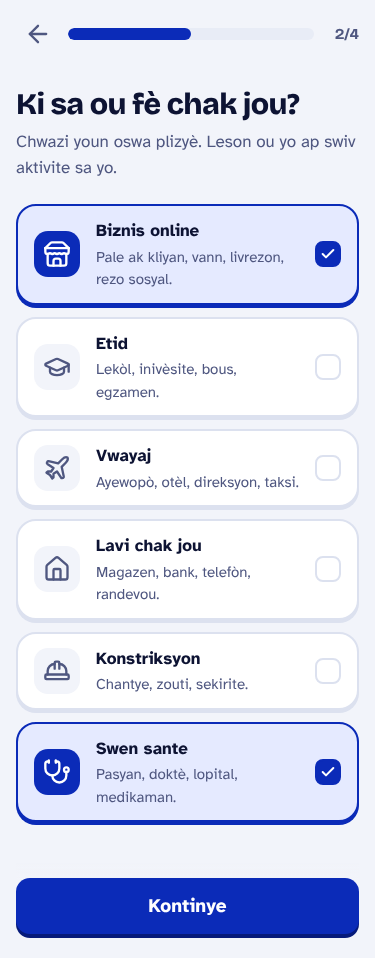 2/4
Ki sa ou fè chak jou?
Chwazi youn oswa plizyè. Leson ou yo ap swiv
aktivite sa yo.
Biznis online
Pale ak kliyan, vann, livrezon,
rezo sosyal.
Etid
Lekòl, inivèsite, bous,
egzamen.
Vwayaj
Ayewopò, otèl, direksyon, taksi.
Lavi chak jou
Magazen, bank, telefòn,
randevou.
Konstriksyon
Chantye, zouti, sekirite.
Swen sante
Pasyan, doktè, lopital,
medikaman.
Kontinye